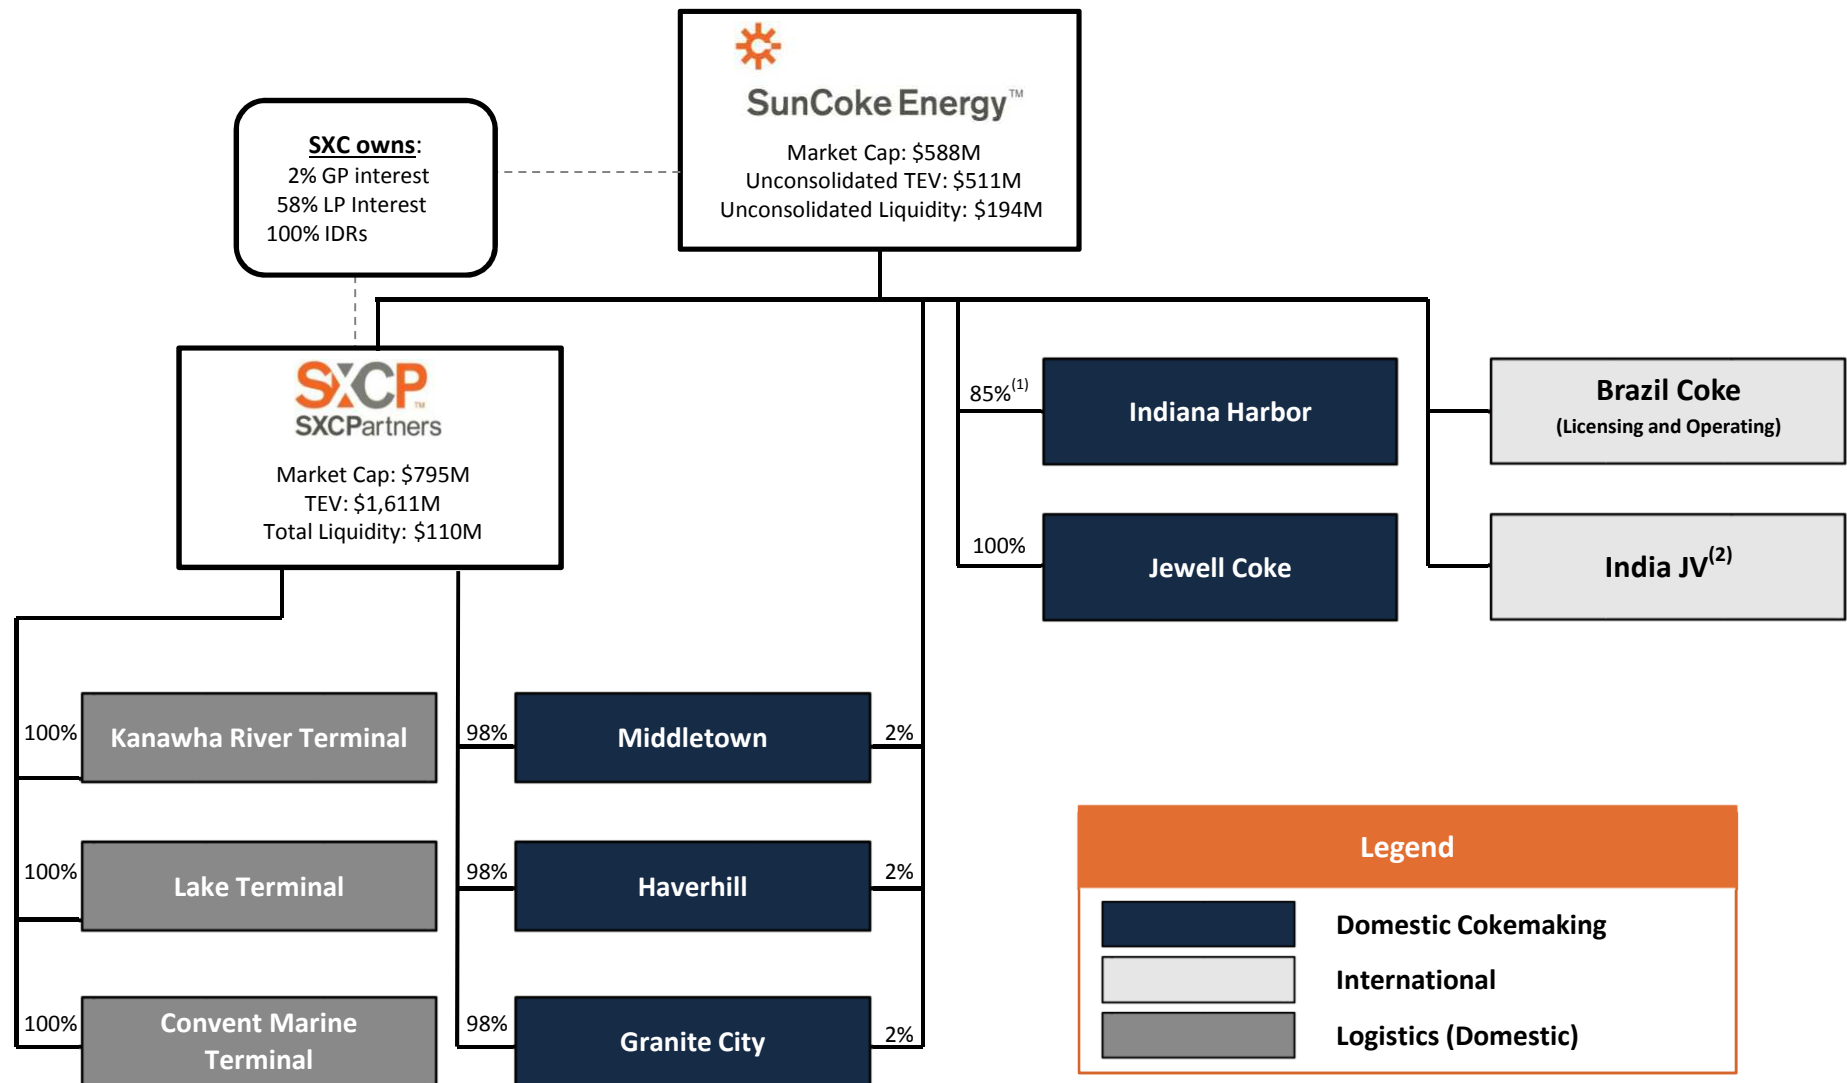 SunCoke Energy™
Market Cap: $588M
Unconsolidated TEV: $511M
Unconsolidated Liquidity: $194M
SXC owns:
2% GP interest
58% LP Interest
100% IDRs
SXCP™
SXCPartners
Market Cap: $795M
TEV: $1,611M
Total Liquidity: $110M
85%(1)
Indiana Harbor
Brazil Coke
(Licensing and Operating)
100%
Jewell Coke
India JV(2)
100%
Kanawha River Terminal
98%
Middletown
2%
100%
Lake Terminal
98%
Haverhill
2%
100%
Convent Marine
Terminal
98%
Granite City
2%
Legend
Domestic Cokemaking
International
Logistics (Domestic)